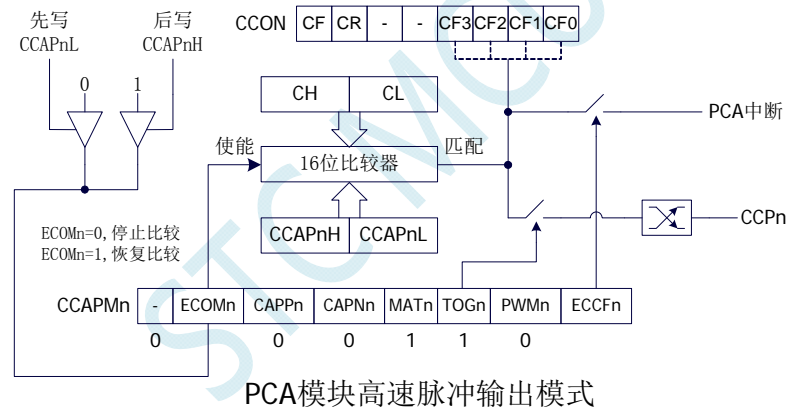 先写
CCAPnL
后写
CCAPnH
0
1
CCON
CF CR - - CF3 CF2 CF1 CF0
CH CL
PCA中断
使能
16位比较器
匹配
CCAPnH CCAPnL
CCPn
ECOMn=0,停止比较
ECOMn=1,恢复比较
CCAPMn
- ECOMn CAPPn CAPNn MATn TOGn PWMn ECCFn
0 0 0 1 1 0
PCA模块高速脉冲输出模式
STC MCU